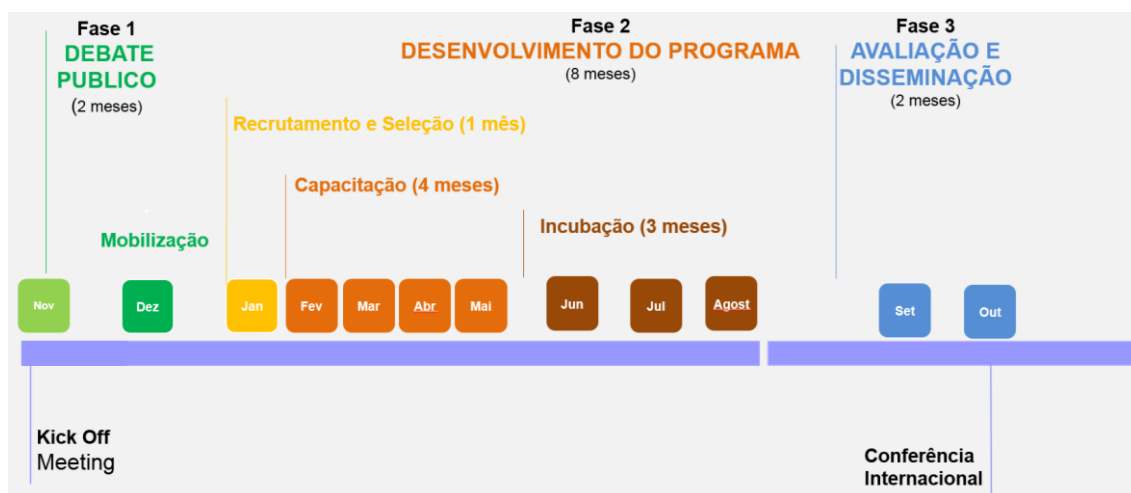 Fase 1
DEBATE
PUBLICO
(2 meses)
Fase 2
DESENVOLVIMENTO DO PROGRAMA
(8 meses)
Fase 3
AVALIAÇÃO E
DISSEMINAÇÃO
(2 meses)
Recrutamento e Seleção (1 mês)
Capacitação (4 meses)
Mobilização
Incubação (3 meses)
Nov
Dez
Jan
Fev
Mar
Abr
Mai
Jun
Jul
Agost
Set
Out
Kick Off
Meeting
Conferência
Internacional